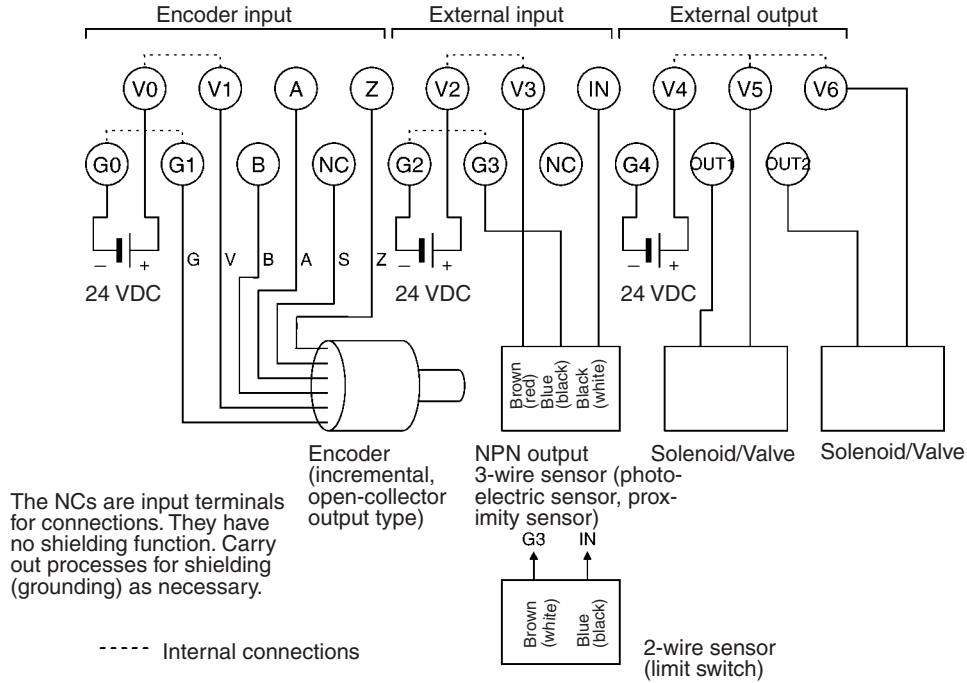 Encoder input External input External output
V0 V1 A Z V2 V3 IN V4 V5 V6
G0 G1 B NC G2 G3 NC G4 OUT1 OUT2
G V B A S Z
− + − + − +
24 VDC 24 VDC 24 VDC
Brown
(red)
Blue
(black)
Black
(white)
Encoder
(incremental,
open-collector
output type)
NPN output
3-wire sensor (photo-
electric sensor, prox-
imity sensor)
Solenoid/Valve
Solenoid/Valve
The NCs are input terminals
for connections. They have
no shielding function. Carry
out processes for shielding
(grounding) as necessary.
G3 IN
Brown
(white)
Blue
(black)
2-wire sensor
(limit switch)
Internal connections